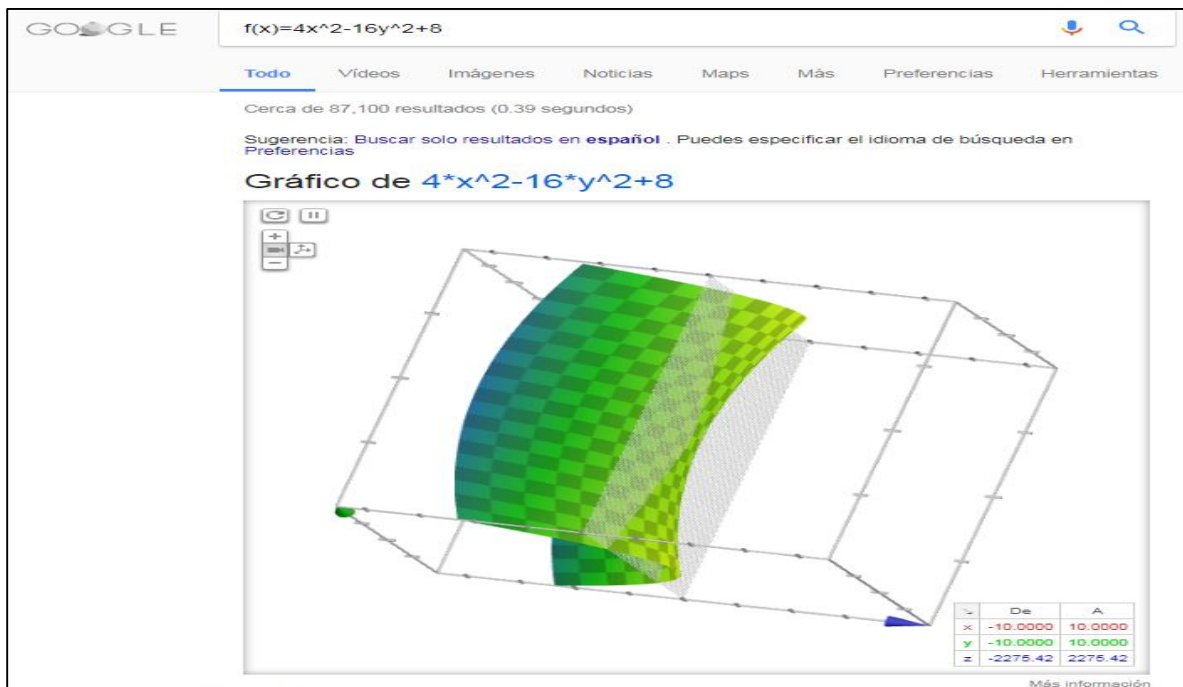 GOOGLE
f(x)=4x^2-16y^2+8
Todo Vídeos Imágenes Noticias Maps Más Preferencias Herramientas
Cerca de 87,100 resultados (0.39 segundos)
Sugerencia: Buscar solo resultados en español . Puedes especificar el idioma de búsqueda en
Preferencias
Gráfico de 4*x^2-16*y^2+8
De A
x -10.0000 10.0000
y -10.0000 10.0000
z -2275.42 2275.42
Más información